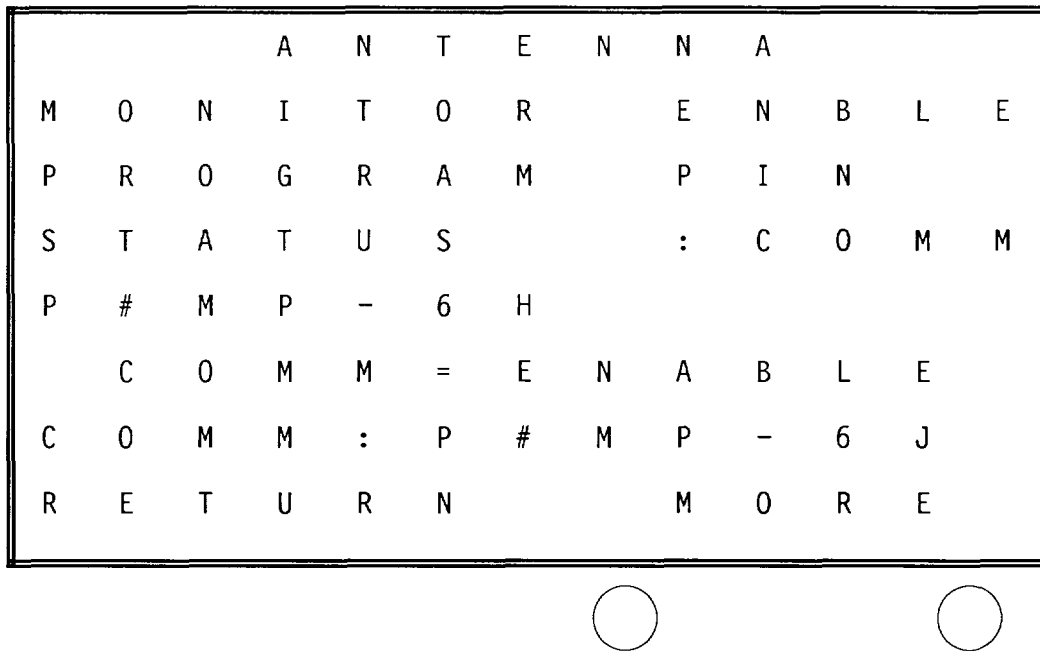 ANTENNA
MONITOR ENBLE
PROGRAM PIN
STATUS :COMM
P#MP-6H
COMM=ENABLE
COMM:P#MP-6J
RETURN MORE